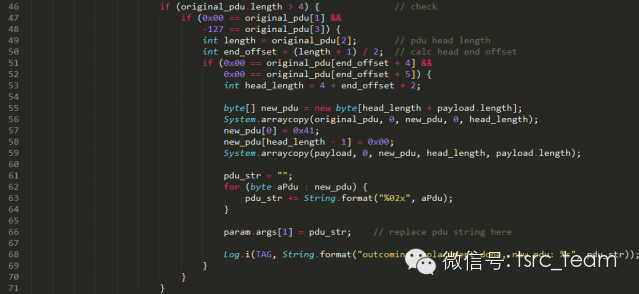 46 if (original_pdu.length > 4) { // check
47 if (0x00 == original_pdu[1] &&
48 -127 == original_pdu[3]) {
49 int length = original_pdu[2]; // pdu head length
50 int end_offset = (length + 1) / 2; // calc head end offset
51 if (0x00 == original_pdu[end_offset + 4] &&
52 0x00 == original_pdu[end_offset + 5]) {
53 int head_length = 4 + end_offset + 2;
54
55 byte[] new_pdu = new byte[head_length + payload.length];
56 System.arraycopy(original_pdu, 0, new_pdu, 0, head_length);
57 new_pdu[0] = 0x41;
58 new_pdu[head_length - 1] = 0x00;
59 System.arraycopy(payload, 0, new_pdu, head_length, payload.length);
60
61 pdu_str = "";
62 for (byte aPdu : new_pdu) {
63 pdu_str += String.format("%02x", aPdu);
64 }
65
66 param.args[1] = pdu_str; // replace pdu string here
67
68 Log.i(TAG, String.format("outcoming new pdu: %s", pdu_str));
微信号: tsrc_team
69 }
70 }
71 }